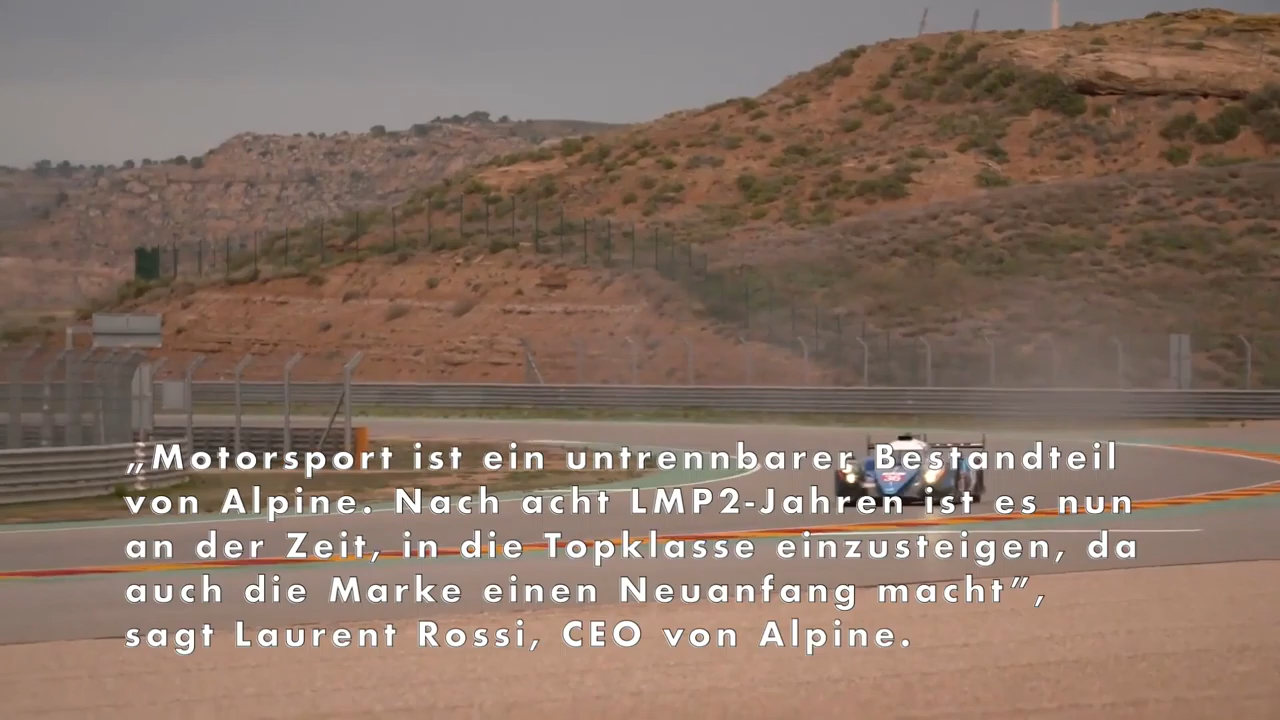 „Motorsport ist ein untrennbarer Bestandteil
von Alpine. Nach acht LMP2-Jahren ist es nun
an der Zeit, in die Topklasse einzusteigen, da
auch die Marke einen Neuanfang macht”,
sagt Laurent Rossi, CEO von Alpine.
36